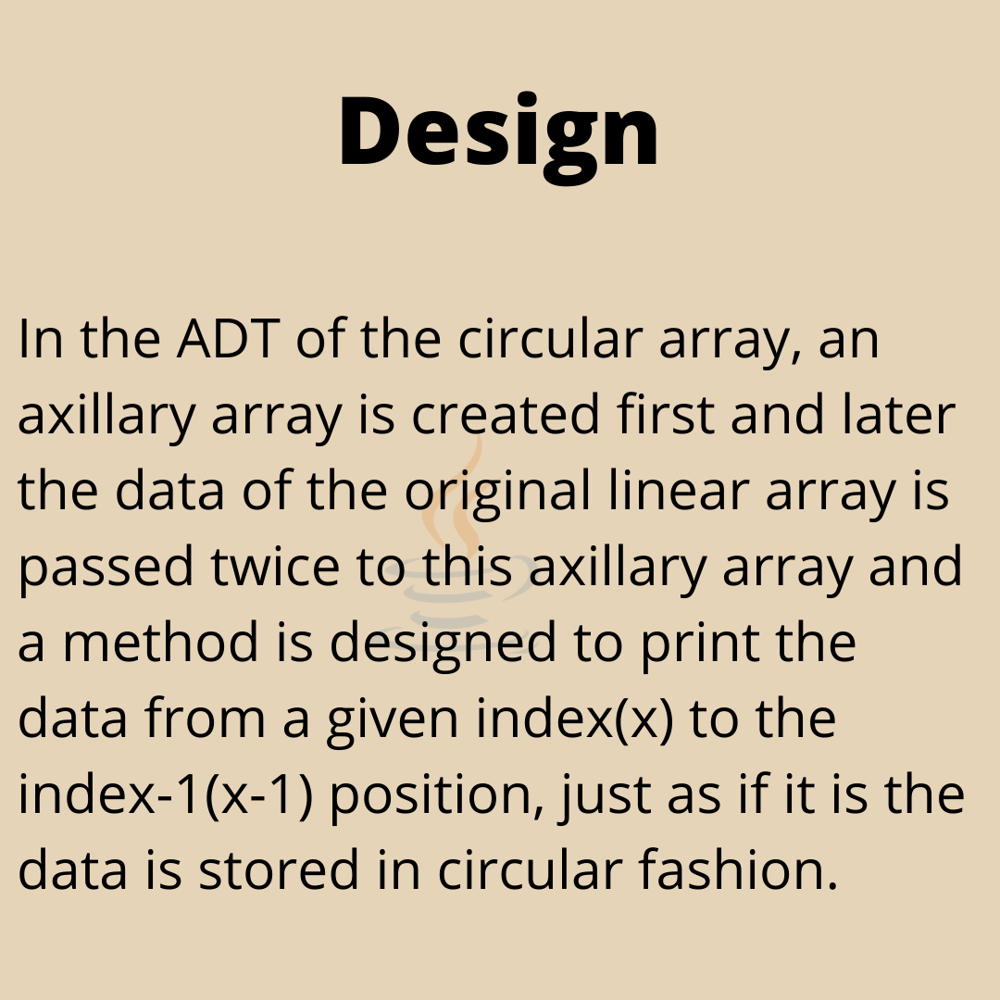 Design
In the ADT of the circular array, an
axillary array is created first and later
the data of the original linear array is
passed twice to this axillary array and
a method is designed to print the
data from a given index(x) to the
index-1(x-1) position, just as if it is the
data is stored in circular fashion.